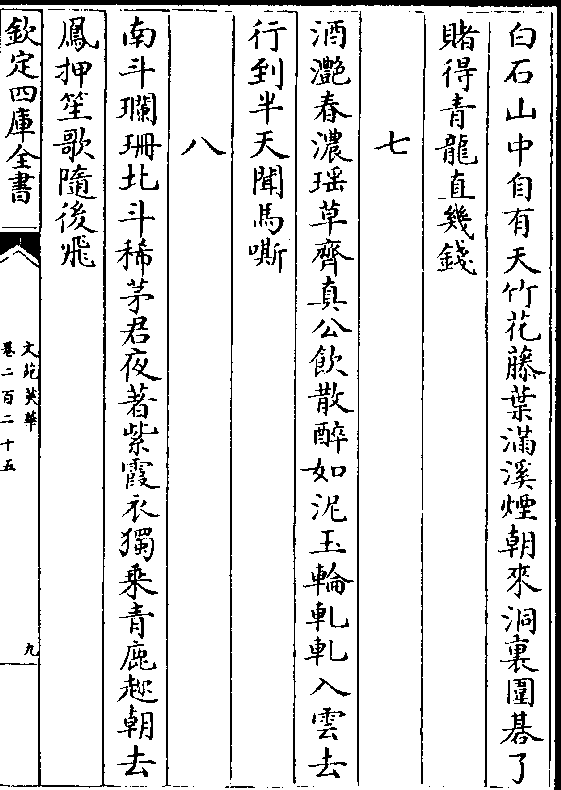 白石山中自有天竹花藤葉滿溪煙朝來洞裏圍碁了
賭得青龍直幾錢
七
酒灔春濃瑶草齊真公飲散醉如泥玉輪軋軋入雲去
行到半天聞馬嘶
八
南斗瓓珊北斗稀茅君夜著紫霞衣獨乗青鹿趂朝去
鳳押笙歌隨後飛
欽定四庫全書
文苑英華
卷二百二十五
九